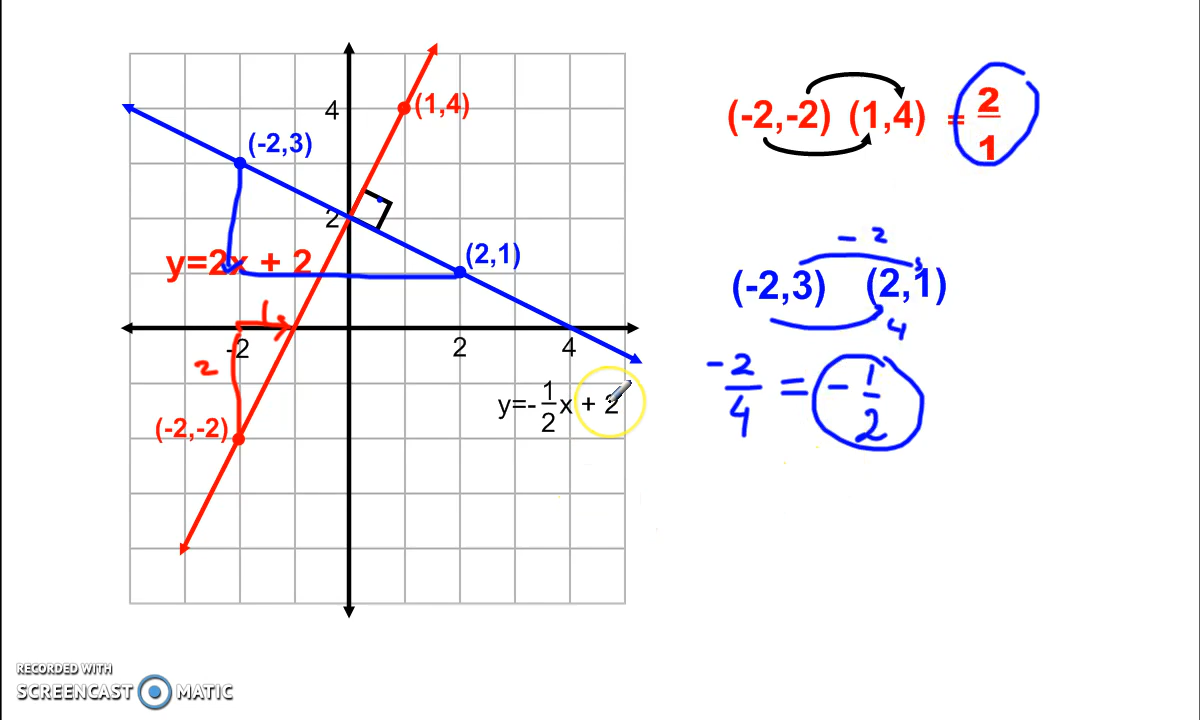 4
(1,4)
(-2,3)
2
y=2x + 2
(2,1)
1
-2
2
4
2
(-2,-2)
y=-1/2x + 2
(-2,-2) (1,4) = 2/1
- 2
(-2,3) (2,1)
4
-2/4 = -1/2
RECORDED WITH
SCREENCAST MATIC